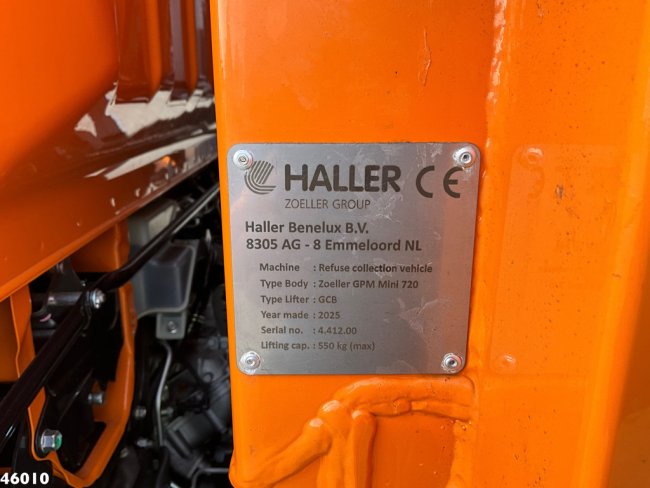 HALLER CE
ZOELLER GROUP
Haller Benelux B.V.
8305 AG - 8 Emmeloord NL
Machine : Refuse collection vehicle
Type Body : Zoeller GPM Mini 720
Type Lifter : GCB
Year made : 2025
Serial no. : 4.412.00
Lifting cap. : 550 kg (max)
46010